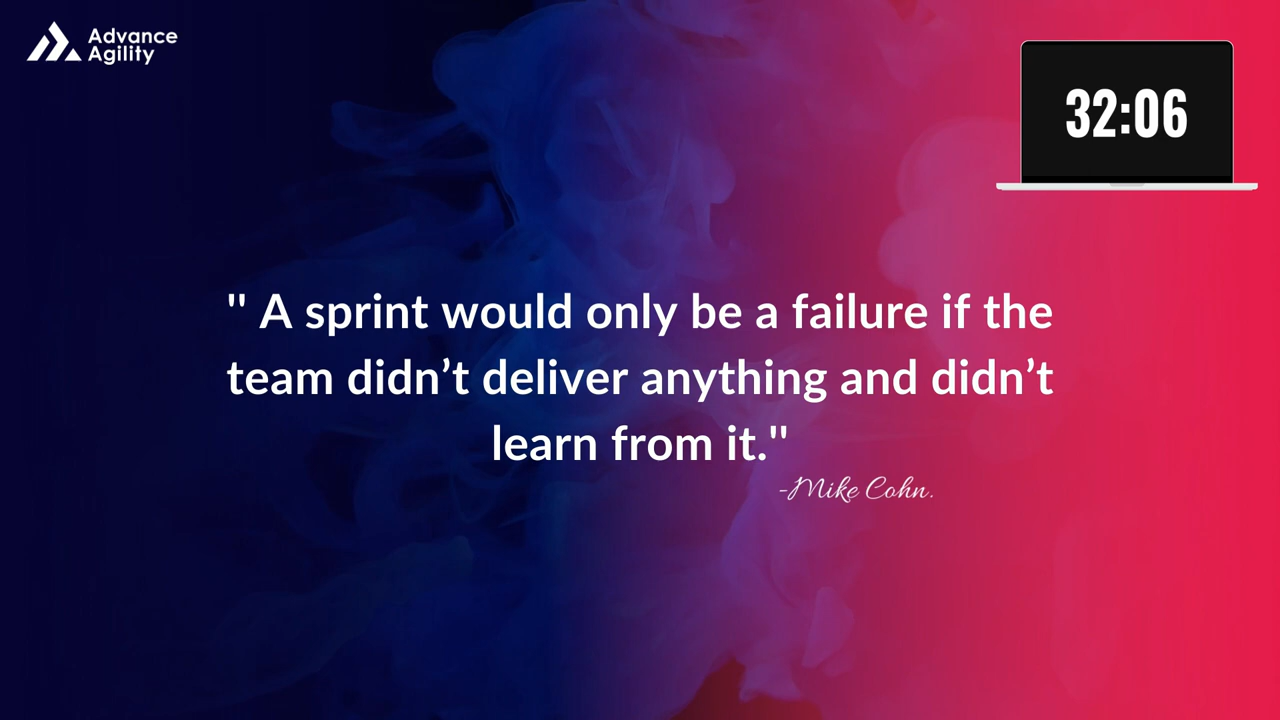 Advance
Agility
32:06
" A sprint would only be a failure if the
team didn’t deliver anything and didn’t
learn from it."
-Mike Cohn.